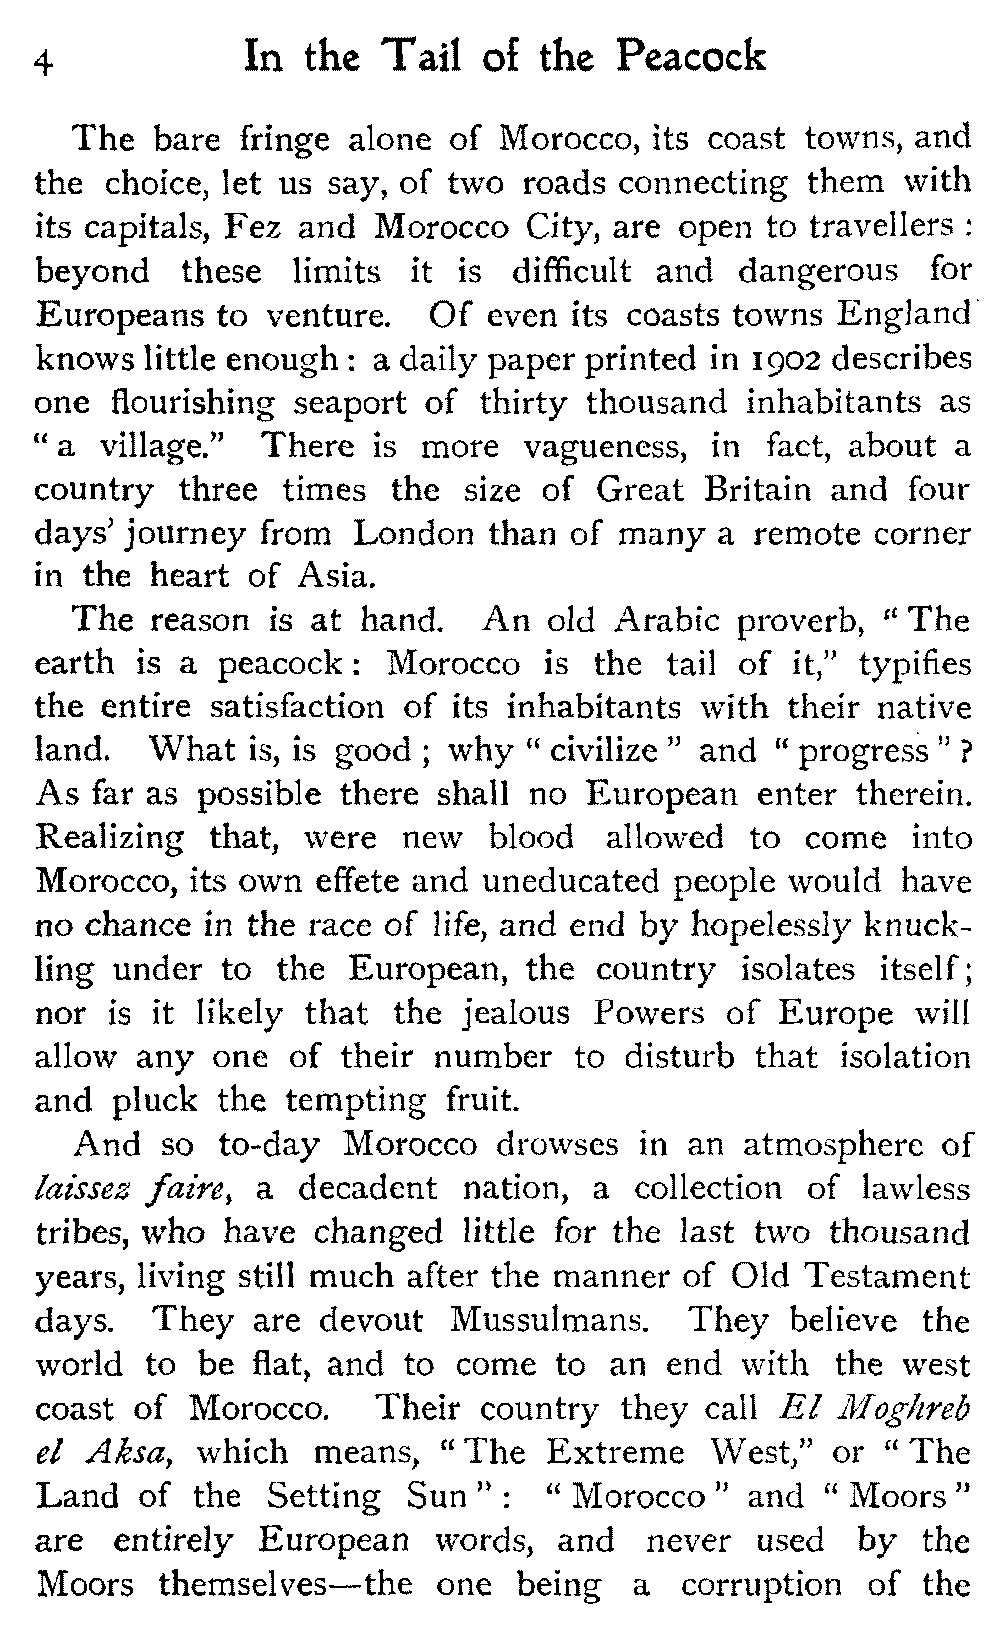 4 In the Tail of the Peacock
The bare fringe alone of Morocco, its coast towns, and
the choice, let us say, of two roads connecting them with
its capitals, Fez and Morocco City, are open to travellers :
beyond these limits it is difficult and dangerous for
Europeans to venture. Of even its coasts towns England
knows little enough : a daily paper printed in 1902 describes
one flourishing seaport of thirty thousand inhabitants as
“ a village.” There is more vagueness, in fact, about a
country three times the size of Great Britain and four
days’ journey from London than of many a remote corner
in the heart of Asia.
The reason is at hand. An old Arabic proverb, “ The
earth is a peacock : Morocco is the tail of it,” typifies
the entire satisfaction of its inhabitants with their native
land. What is, is good ; why “ civilize ” and “ progress ” ?
As far as possible there shall no European enter therein.
Realizing that, were new blood allowed to come into
Morocco, its own effete and uneducated people would have
no chance in the race of life, and end by hopelessly knuck-
ling under to the European, the country isolates itself ;
nor is it likely that the jealous Powers of Europe will
allow any one of their number to disturb that isolation
and pluck the tempting fruit.
And so to-day Morocco drowses in an atmosphere of
laissez faire, a decadent nation, a collection of lawless
tribes, who have changed little for the last two thousand
years, living still much after the manner of Old Testament
days. They are devout Mussulmans. They believe the
world to be flat, and to come to an end with the west
coast of Morocco. Their country they call El Moghreb
el Aksa, which means, “ The Extreme West,” or “ The
Land of the Setting Sun ” : “ Morocco ” and “ Moors ”
are entirely European words, and never used by the
Moors themselves—the one being a corruption of the